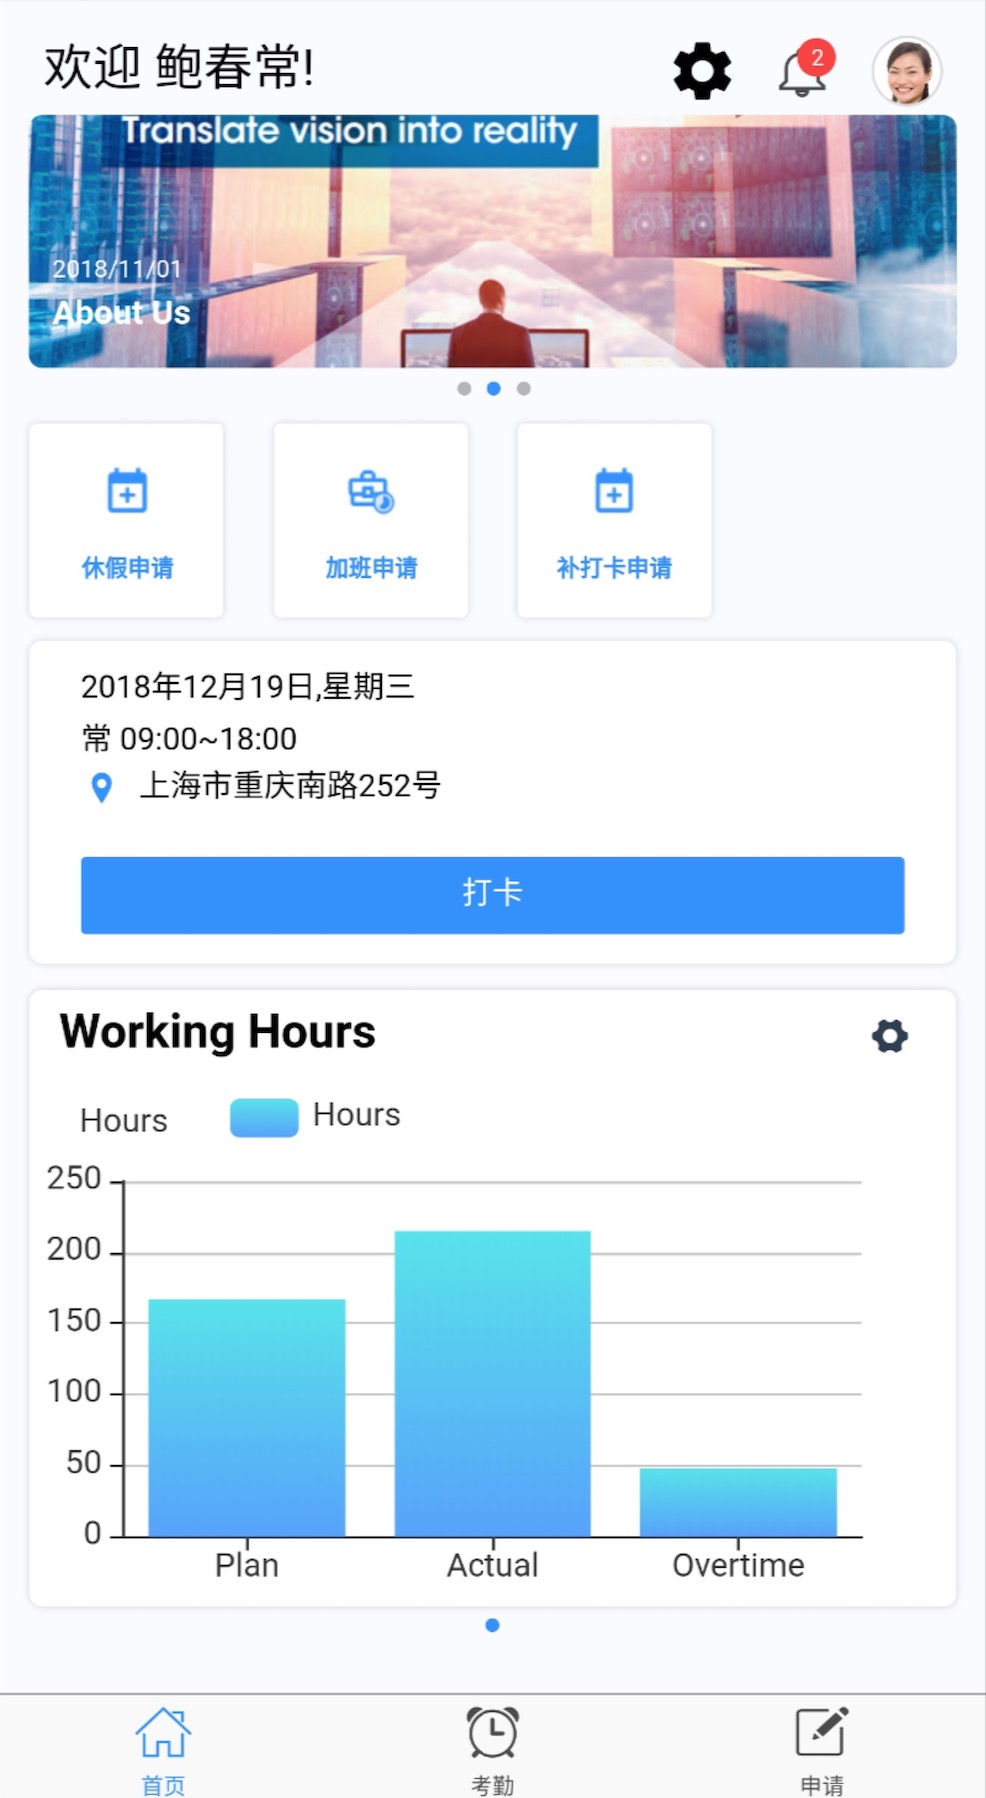 欢迎 鲍春常!
2
Translate vision into reality
2018/11/01
About Us
休假申请
加班申请
补打卡申请
2018年12月19日,星期三
常 09:00~18:00
上海市重庆南路252号
打卡
Working Hours
Hours
Hours
250
200
150
100
50
0
Plan
Actual
Overtime
首页
考勤
申请